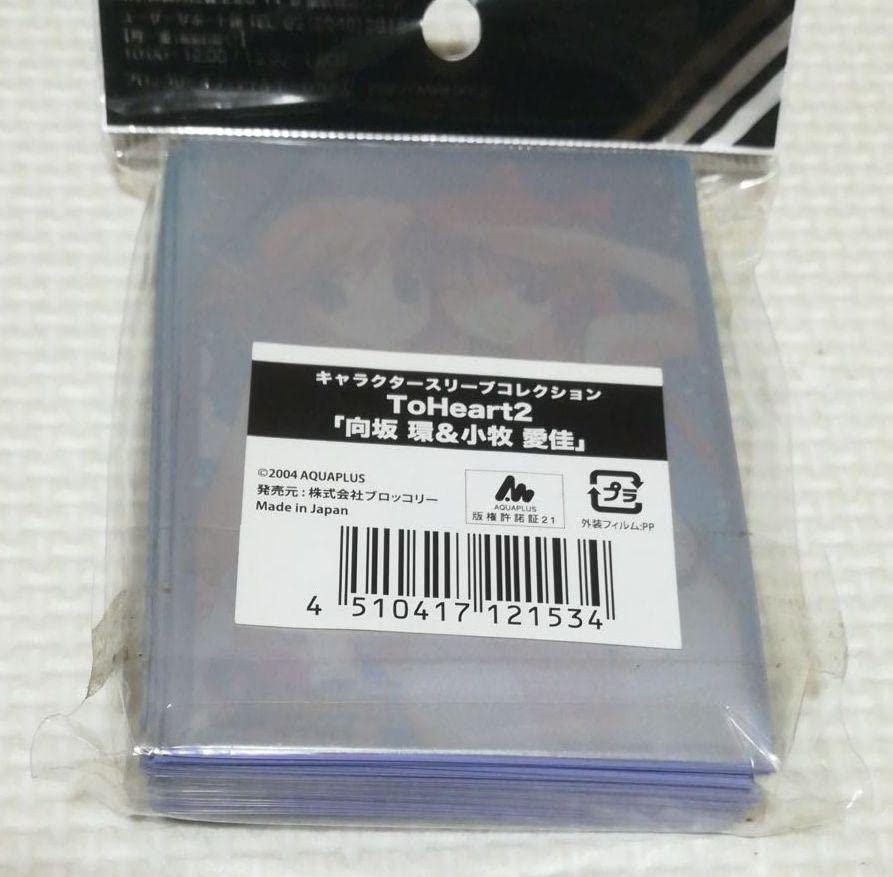 キャラクタースリーブコレクション
ToHeart2
「向坂 環&小牧 愛佳」
©2004 AQUAPLUS
発売元:株式会社ブロッコリー
Made in Japan
AQUAPLUS
版権許諾証21
プラ
外装フィルム:PP
4 510417 121534